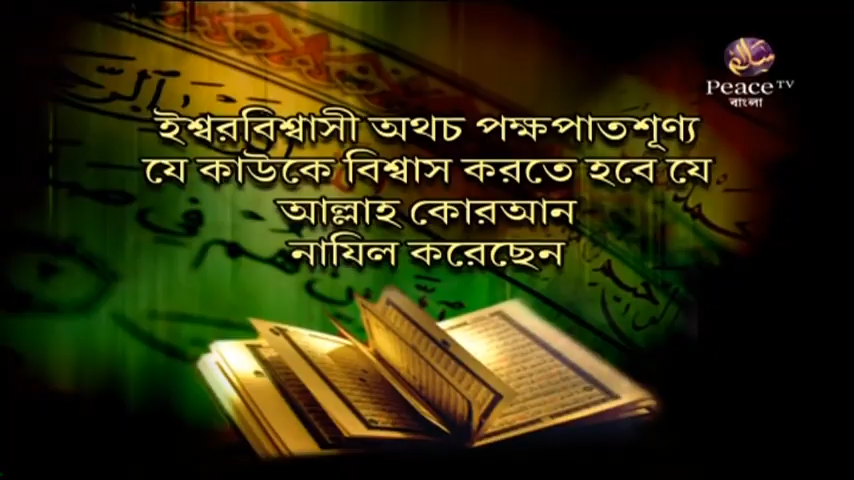 Peace TV
বাংলা
ইশ্বরবিশ্বাসী অথচ পক্ষপাতশূণ্য
যে কাউকে বিশ্বাস করতে হবে যে
আল্লাহ কোরআন
নাযিল করেছেন